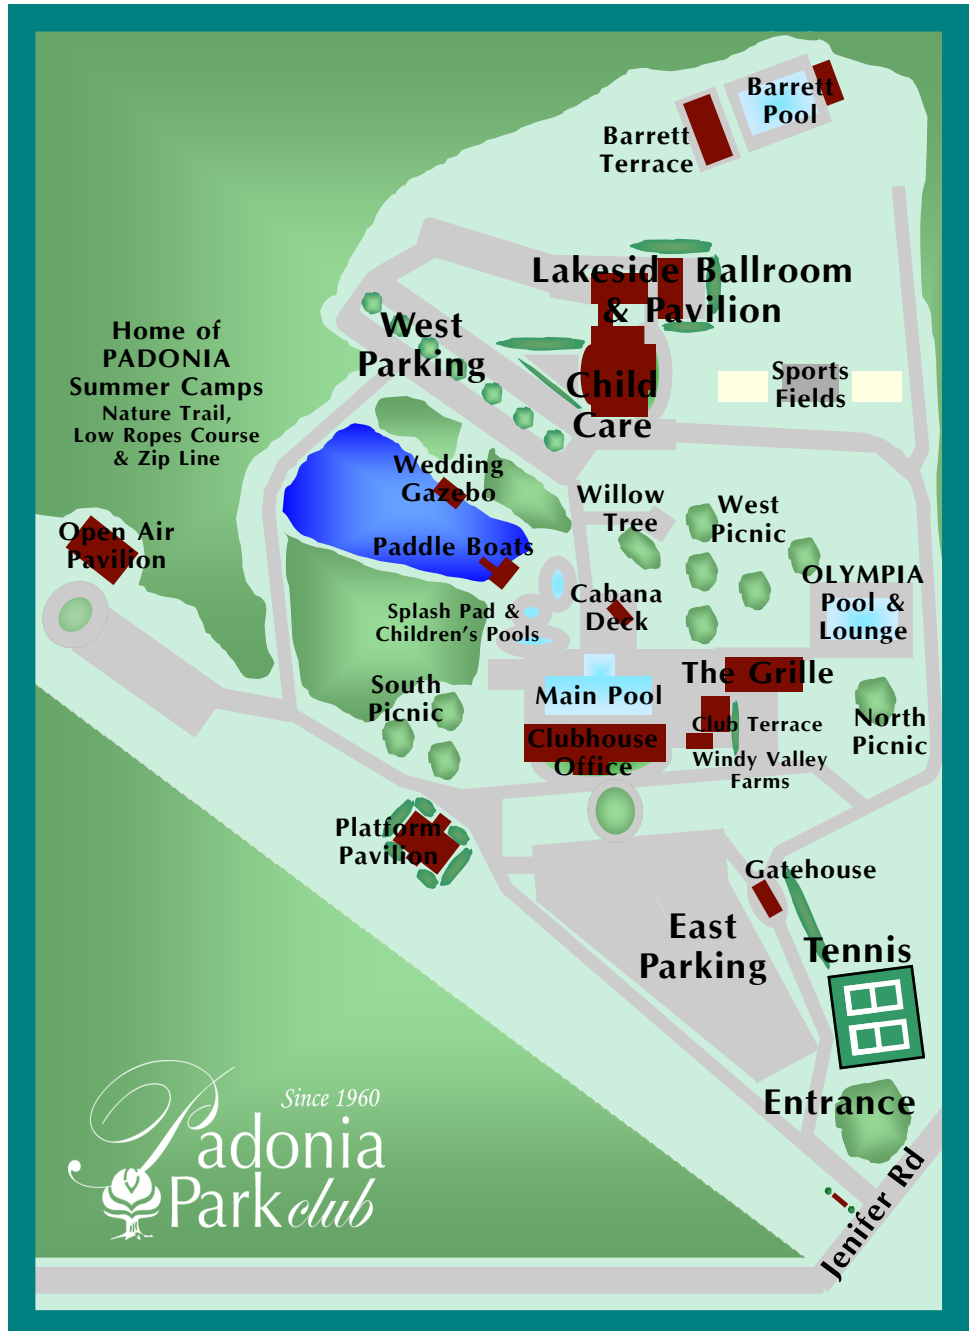 Barrett
Pool
Barrett
Terrace
Lakeside Ballroom
& Pavilion
West
Parking
Home of
PADONIA
Summer Camps
Nature Trail,
Low Ropes Course
& Zip Line
Child
Care
Sports
Fields
Wedding
Gazebo
Willow
Tree
West
Picnic
Open Air
Pavilion
Paddle Boats
OLYMPIA
Pool &
Lounge
Cabana
Deck
Splash Pad &
Children's Pools
The Grille
South
Picnic
Main Pool
Club Terrace
North
Picnic
Clubhouse
Office
Windy Valley
Farms
Platform
Pavilion
Gatehouse
East
Parking
Tennis
Entrance
Jenifer Rd
Since 1960
Padonia
Park club